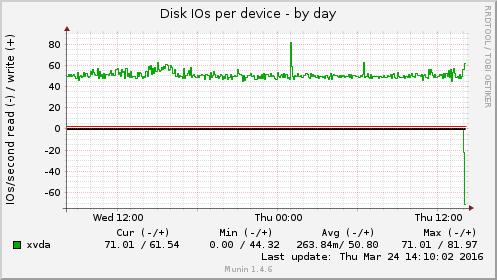 Disk IOs per device - by day
RRDTOOL / TOBI OETIKER
IOs/second read (-) / write (+)
80
60
40
20
0
-20
-40
-60
Wed 12:00 Thu 00:00 Thu 12:00
Cur (-/+) Min (-/+) Avg (-/+) Max (-/+)
xvda 71.01 / 61.54 0.00 / 44.32 263.84m/ 50.80 71.01 / 81.97
Last update: Thu Mar 24 14:10:02 2016
Munin 1.4.6